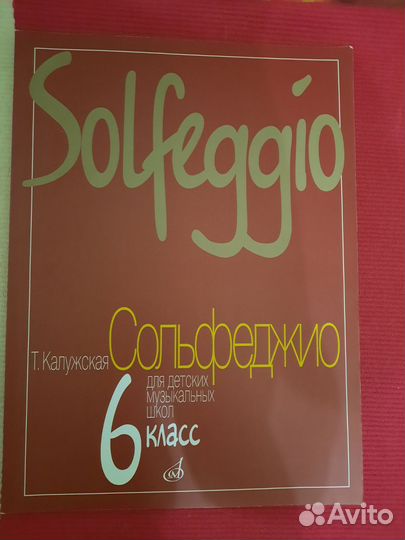 Solfeggio
Т. Калужская Сольфеджио
для детских
музыкальных
школ
6 класс
Avito